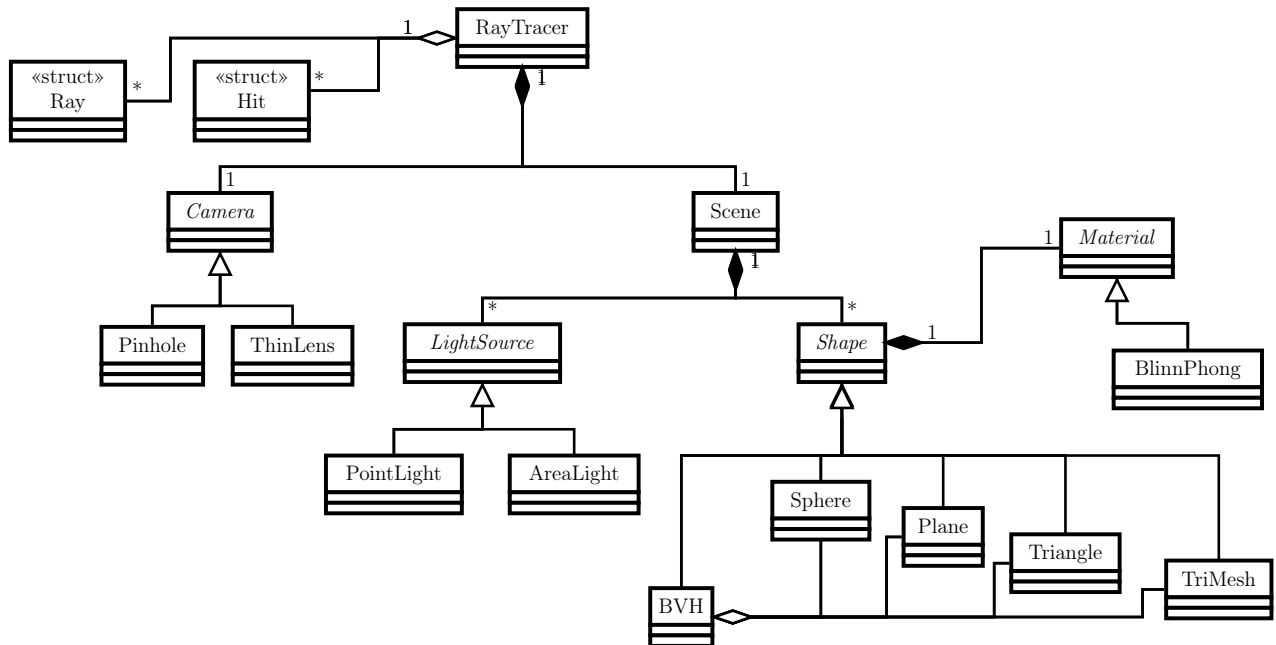 RayTracer
1
1
«struct»
Ray
*
«struct»
Hit
*
1
1
Camera
Scene
1
1
Material
1
*
*
Pinhole
ThinLens
LightSource
Shape
BlinnPhong
PointLight
AreaLight
Sphere
Plane
Triangle
TriMesh
BVH